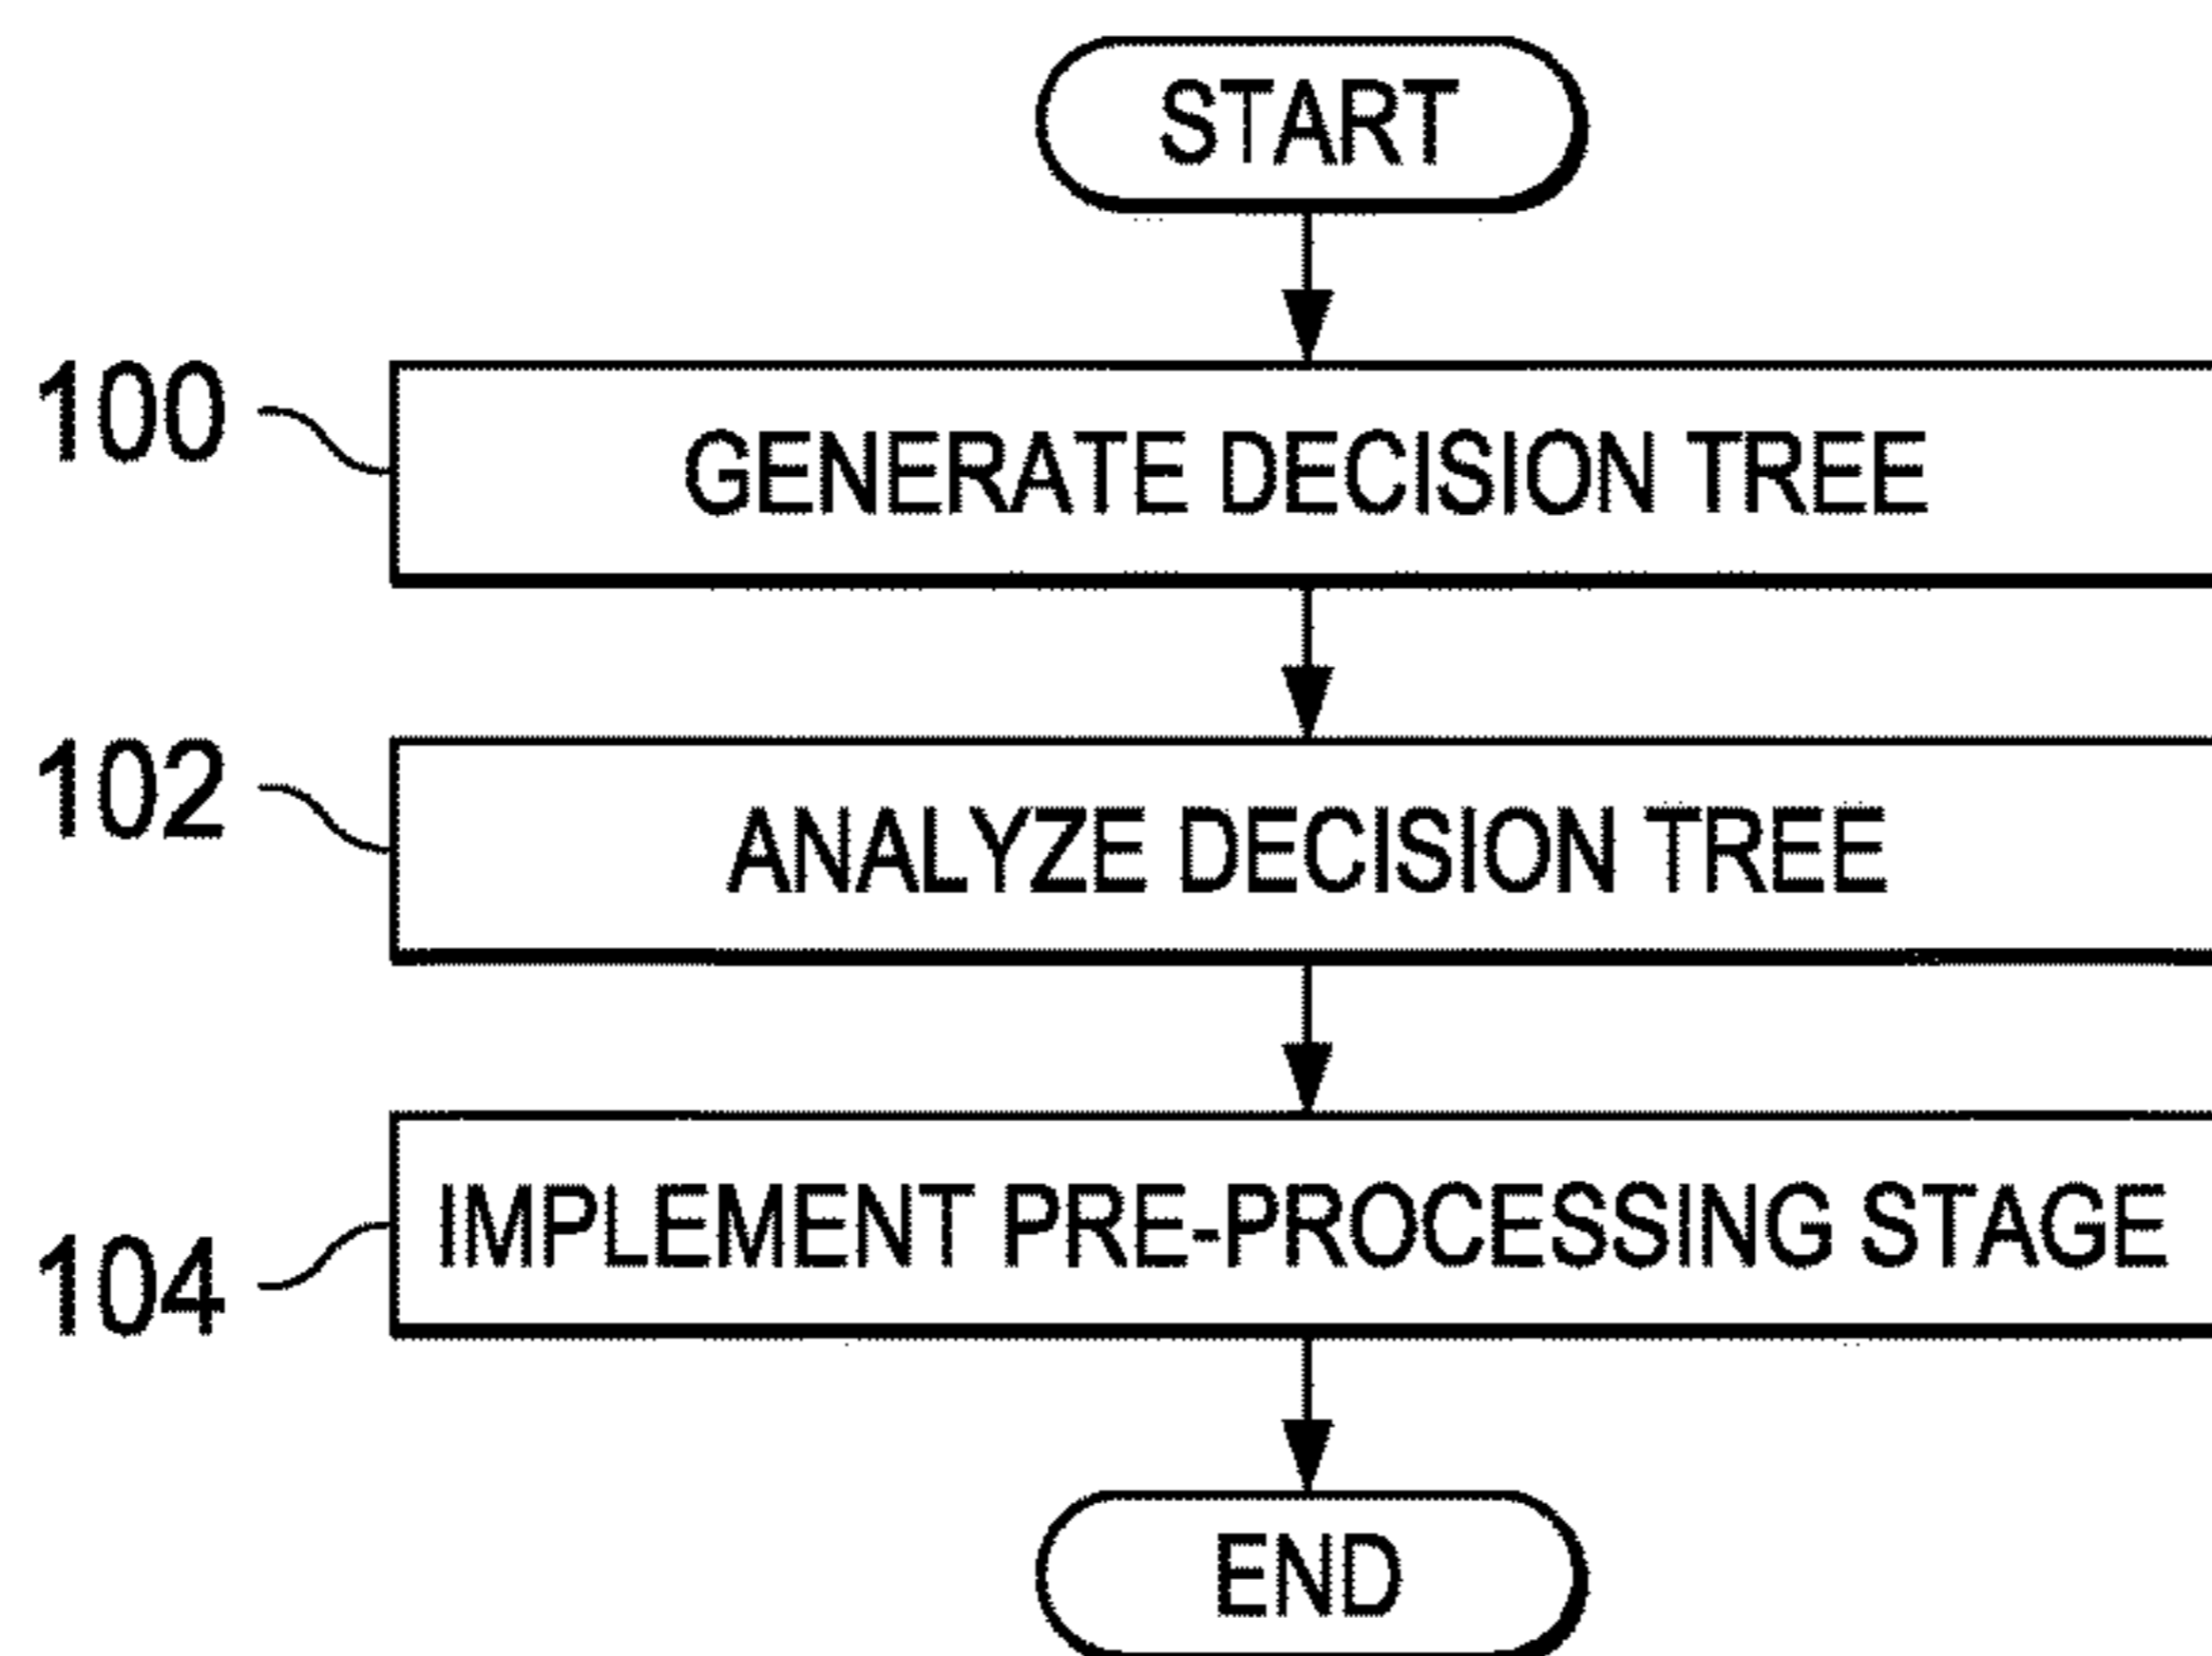 START
100 GENERATE DECISION TREE
102 ANALYZE DECISION TREE
104 IMPLEMENT PRE-PROCESSING STAGE
END